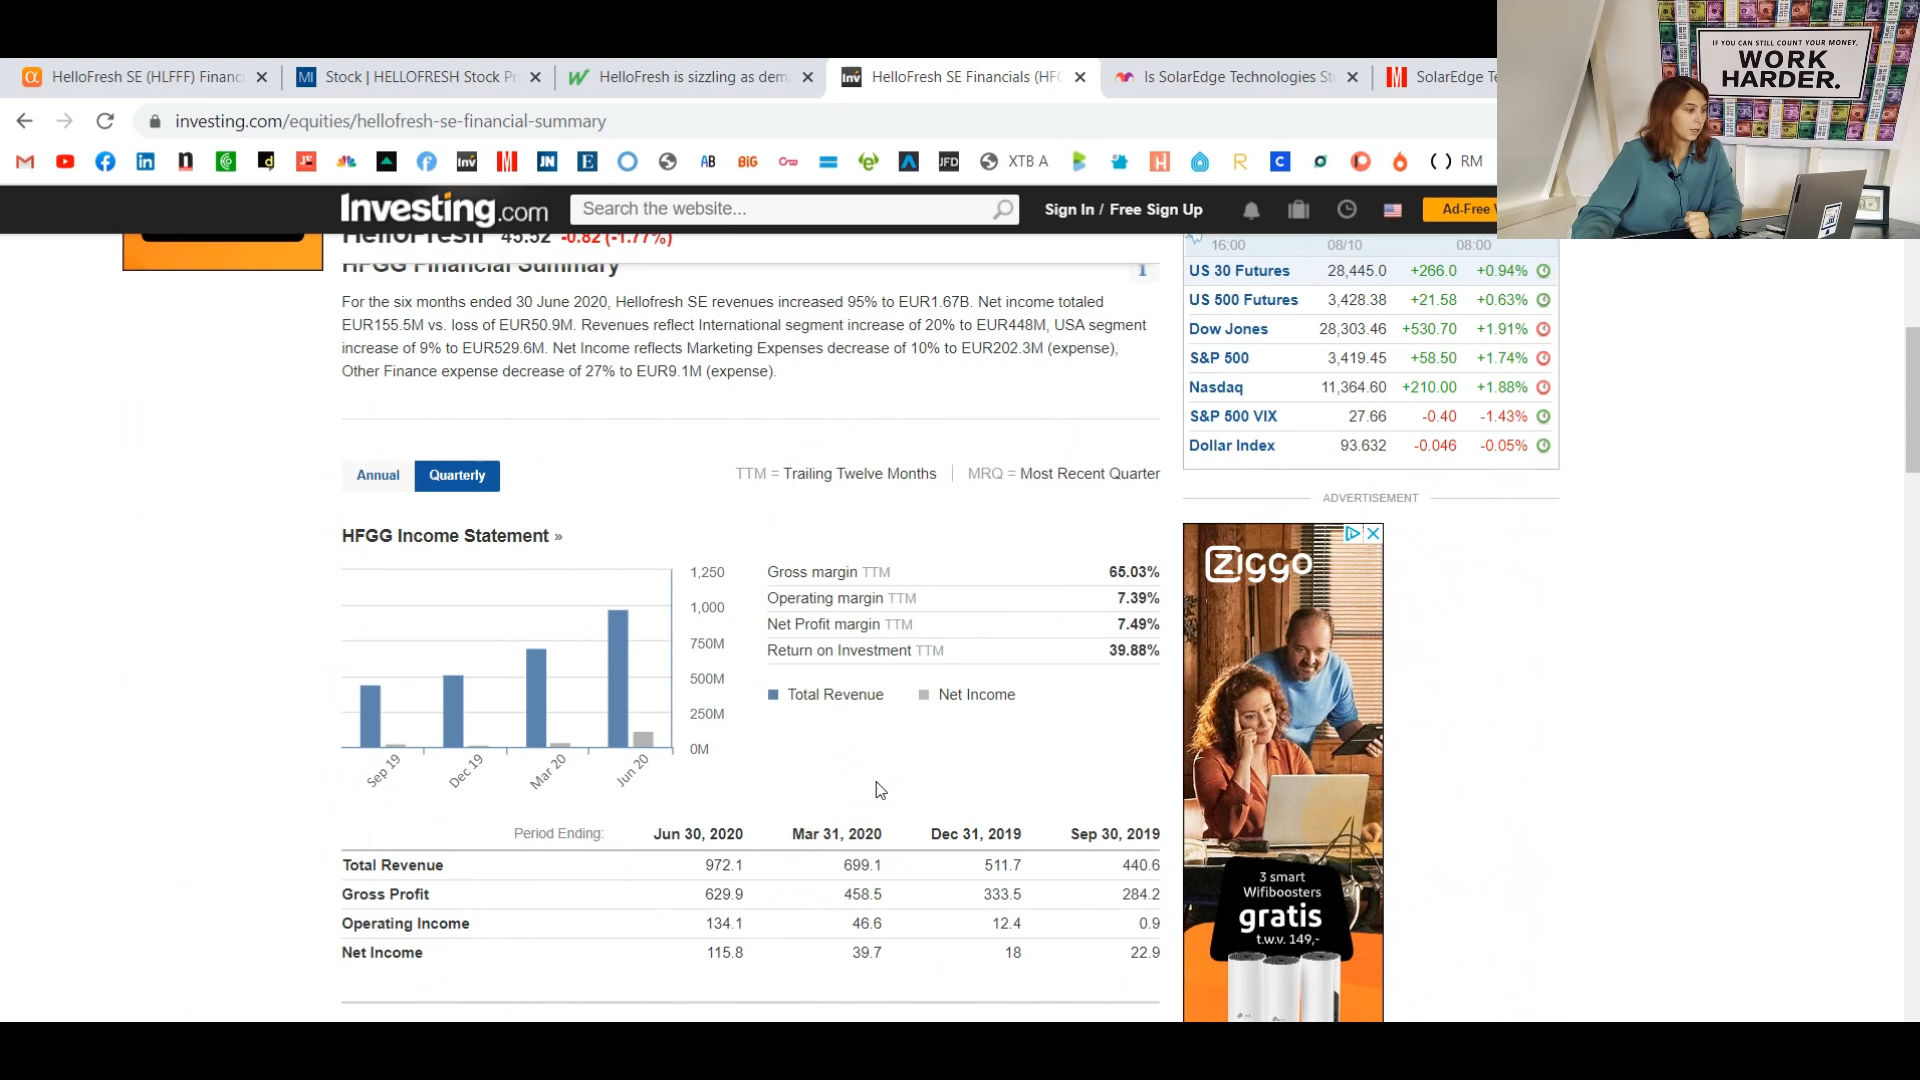 HelloFresh SE (HLFFF) Financ
Stock | HELLOFRESH Stock Pr
HelloFresh is sizzling as dem
HelloFresh SE Financials (HFG
Is SolarEdge Technologies St
SolarEdge Te
investing.com/equities/hellofresh-se-financial-summary
AB
BiG
JFD
XTB A
RM
IF YOU CAN STILL COUNT YOUR MONEY,
WORK
HARDER.
Investing.com
Search the website...
Sign In / Free Sign Up
Ad-Free
HelloFresh 45.52 -0.82 (-1.77%)
HFGG Financial Summary
For the six months ended 30 June 2020, Hellofresh SE revenues increased 95% to EUR1.67B. Net income totaled
EUR155.5M vs. loss of EUR50.9M. Revenues reflect International segment increase of 20% to EUR448M, USA segment
increase of 9% to EUR529.6M. Net Income reflects Marketing Expenses decrease of 10% to EUR202.3M (expense),
Other Finance expense decrease of 27% to EUR9.1M (expense).
16:00 08/10 08:00
US 30 Futures 28,445.0 +266.0 +0.94%
US 500 Futures 3,428.38 +21.58 +0.63%
Dow Jones 28,303.46 +530.70 +1.91%
S&P 500 3,419.45 +58.50 +1.74%
Nasdaq 11,364.60 +210.00 +1.88%
S&P 500 VIX 27.66 -0.40 -1.43%
Dollar Index 93.632 -0.046 -0.05%
Annual Quarterly
TTM = Trailing Twelve Months MRQ = Most Recent Quarter
HFGG Income Statement »
1,250
1,000
750M
500M
250M
0M
Sep 19
Dec 19
Mar 20
Jun 20
Gross margin TTM 65.03%
Operating margin TTM 7.39%
Net Profit margin TTM 7.49%
Return on Investment TTM 39.88%
Total Revenue Net Income
Period Ending: Jun 30, 2020 Mar 31, 2020 Dec 31, 2019 Sep 30, 2019
Total Revenue 972.1 699.1 511.7 440.6
Gross Profit 629.9 458.5 333.5 284.2
Operating Income 134.1 46.6 12.4 0.9
Net Income 115.8 39.7 18 22.9
ADVERTISEMENT
Ziggo
3 smart
Wifiboosters
gratis
t.w.v. 149,-